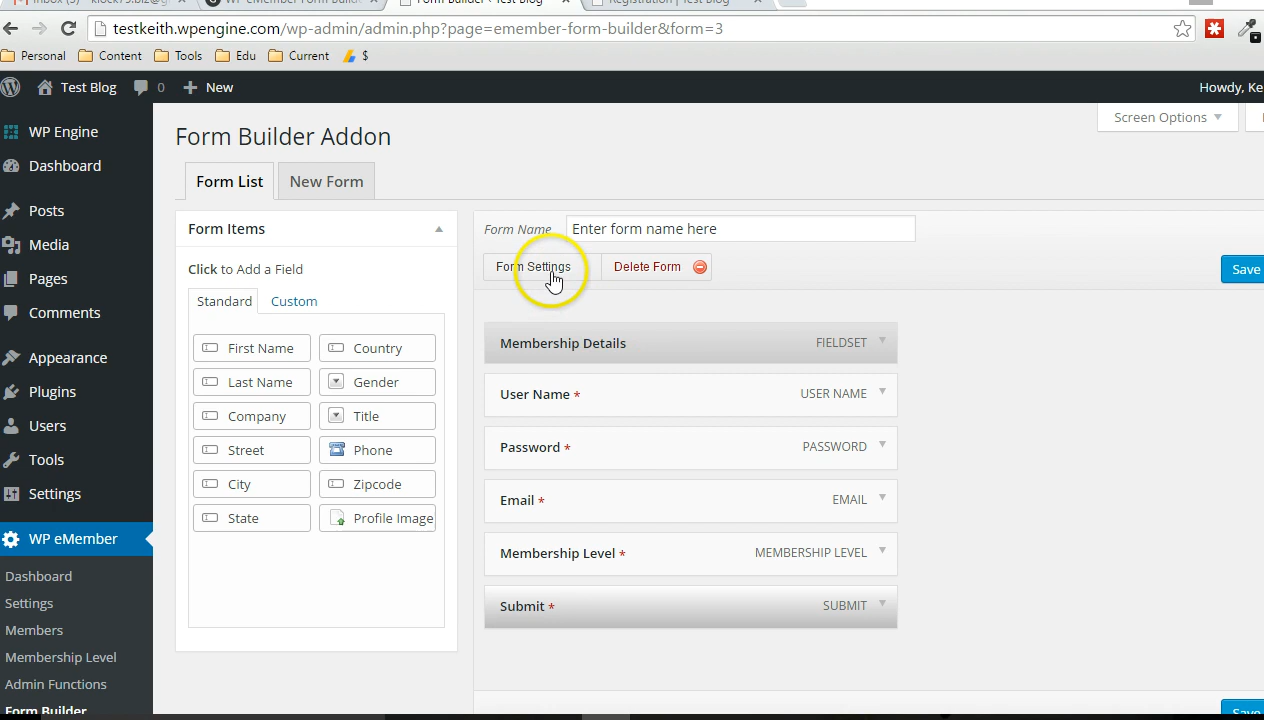 testkeith.wpengine.com/wp-admin/admin.php?page=emember-form-builder&form=3
Personal Content Tools Edu Current $
Test Blog 0 New Howdy, Ke
Screen Options
WP Engine
Dashboard
Posts
Media
Pages
Comments
Appearance
Plugins
Users
Tools
Settings
WP eMember
Dashboard
Settings
Members
Membership Level
Admin Functions
Form Builder
Form Builder Addon
Form List New Form
Form Items
Click to Add a Field
Standard Custom
First Name Country
Last Name Gender
Company Title
Street Phone
City Zipcode
State Profile Image
Form Name Enter form name here
Form Settings Delete Form
Save
Membership Details FIELDSET
User Name * USER NAME
Password * PASSWORD
Email * EMAIL
Membership Level * MEMBERSHIP LEVEL
Submit * SUBMIT
Save